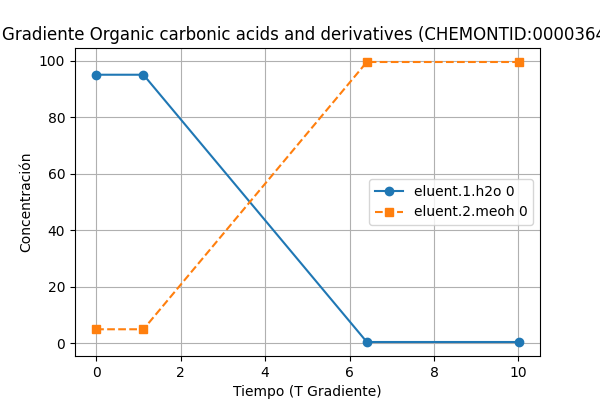 Gradiente Organic carbonic acids and derivatives (CHEMONTID:0000364
100
80
60
40
20
0
Concentración
eluent.1.h2o 0
eluent.2.meoh 0
0 2 4 6 8 10
Tiempo (T Gradiente)